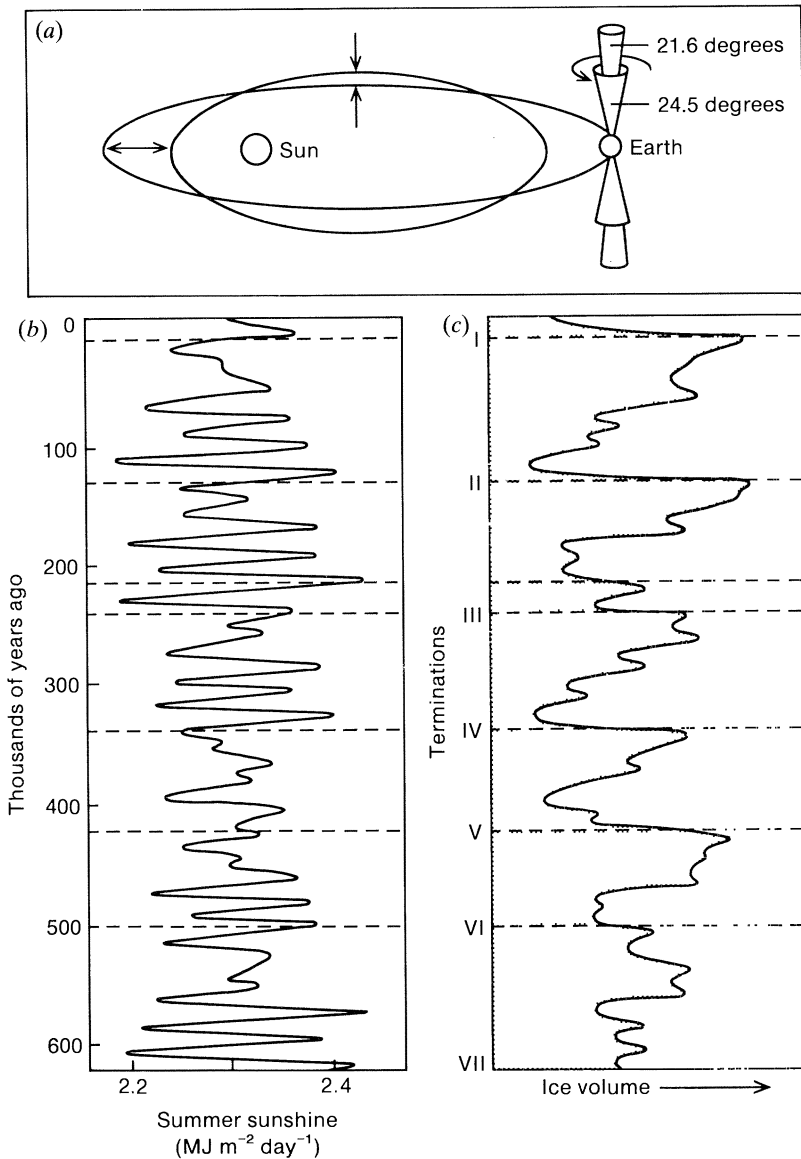 (a)
21.6 degrees
24.5 degrees
Sun
Earth
(b)
0
100
200
300
400
500
600
Thousands of years ago
2.2
2.4
Summer sunshine
(MJ m⁻² day⁻¹)
(c)
I
II
III
IV
V
VI
VII
Terminations
Ice volume